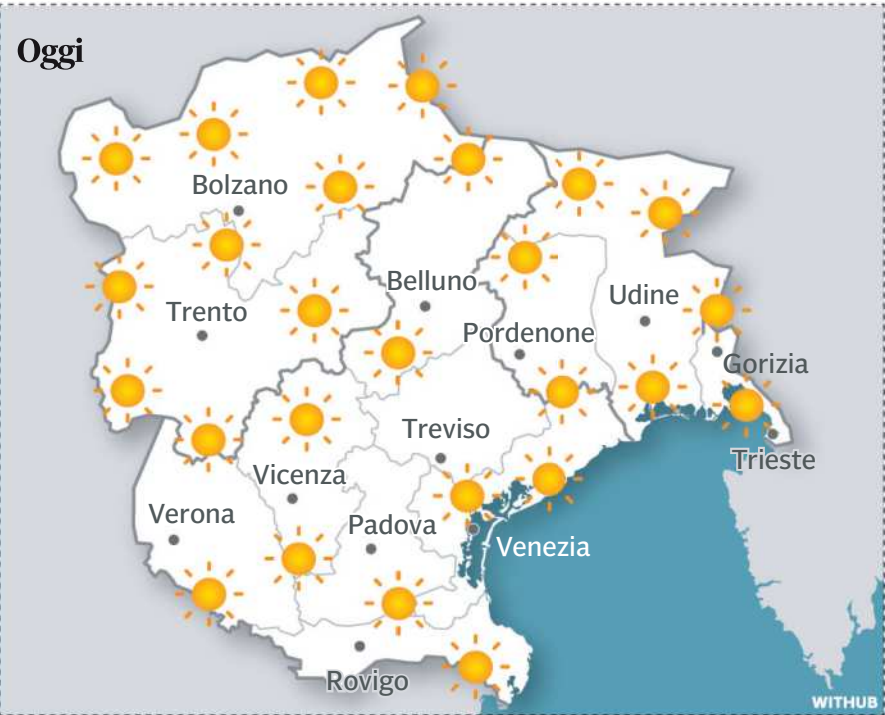 Oggi
Bolzano
Belluno
Udine
Trento
Pordenone
Gorizia
Treviso
Trieste
Vicenza
Verona
Padova
Venezia
Rovigo
WITHUB